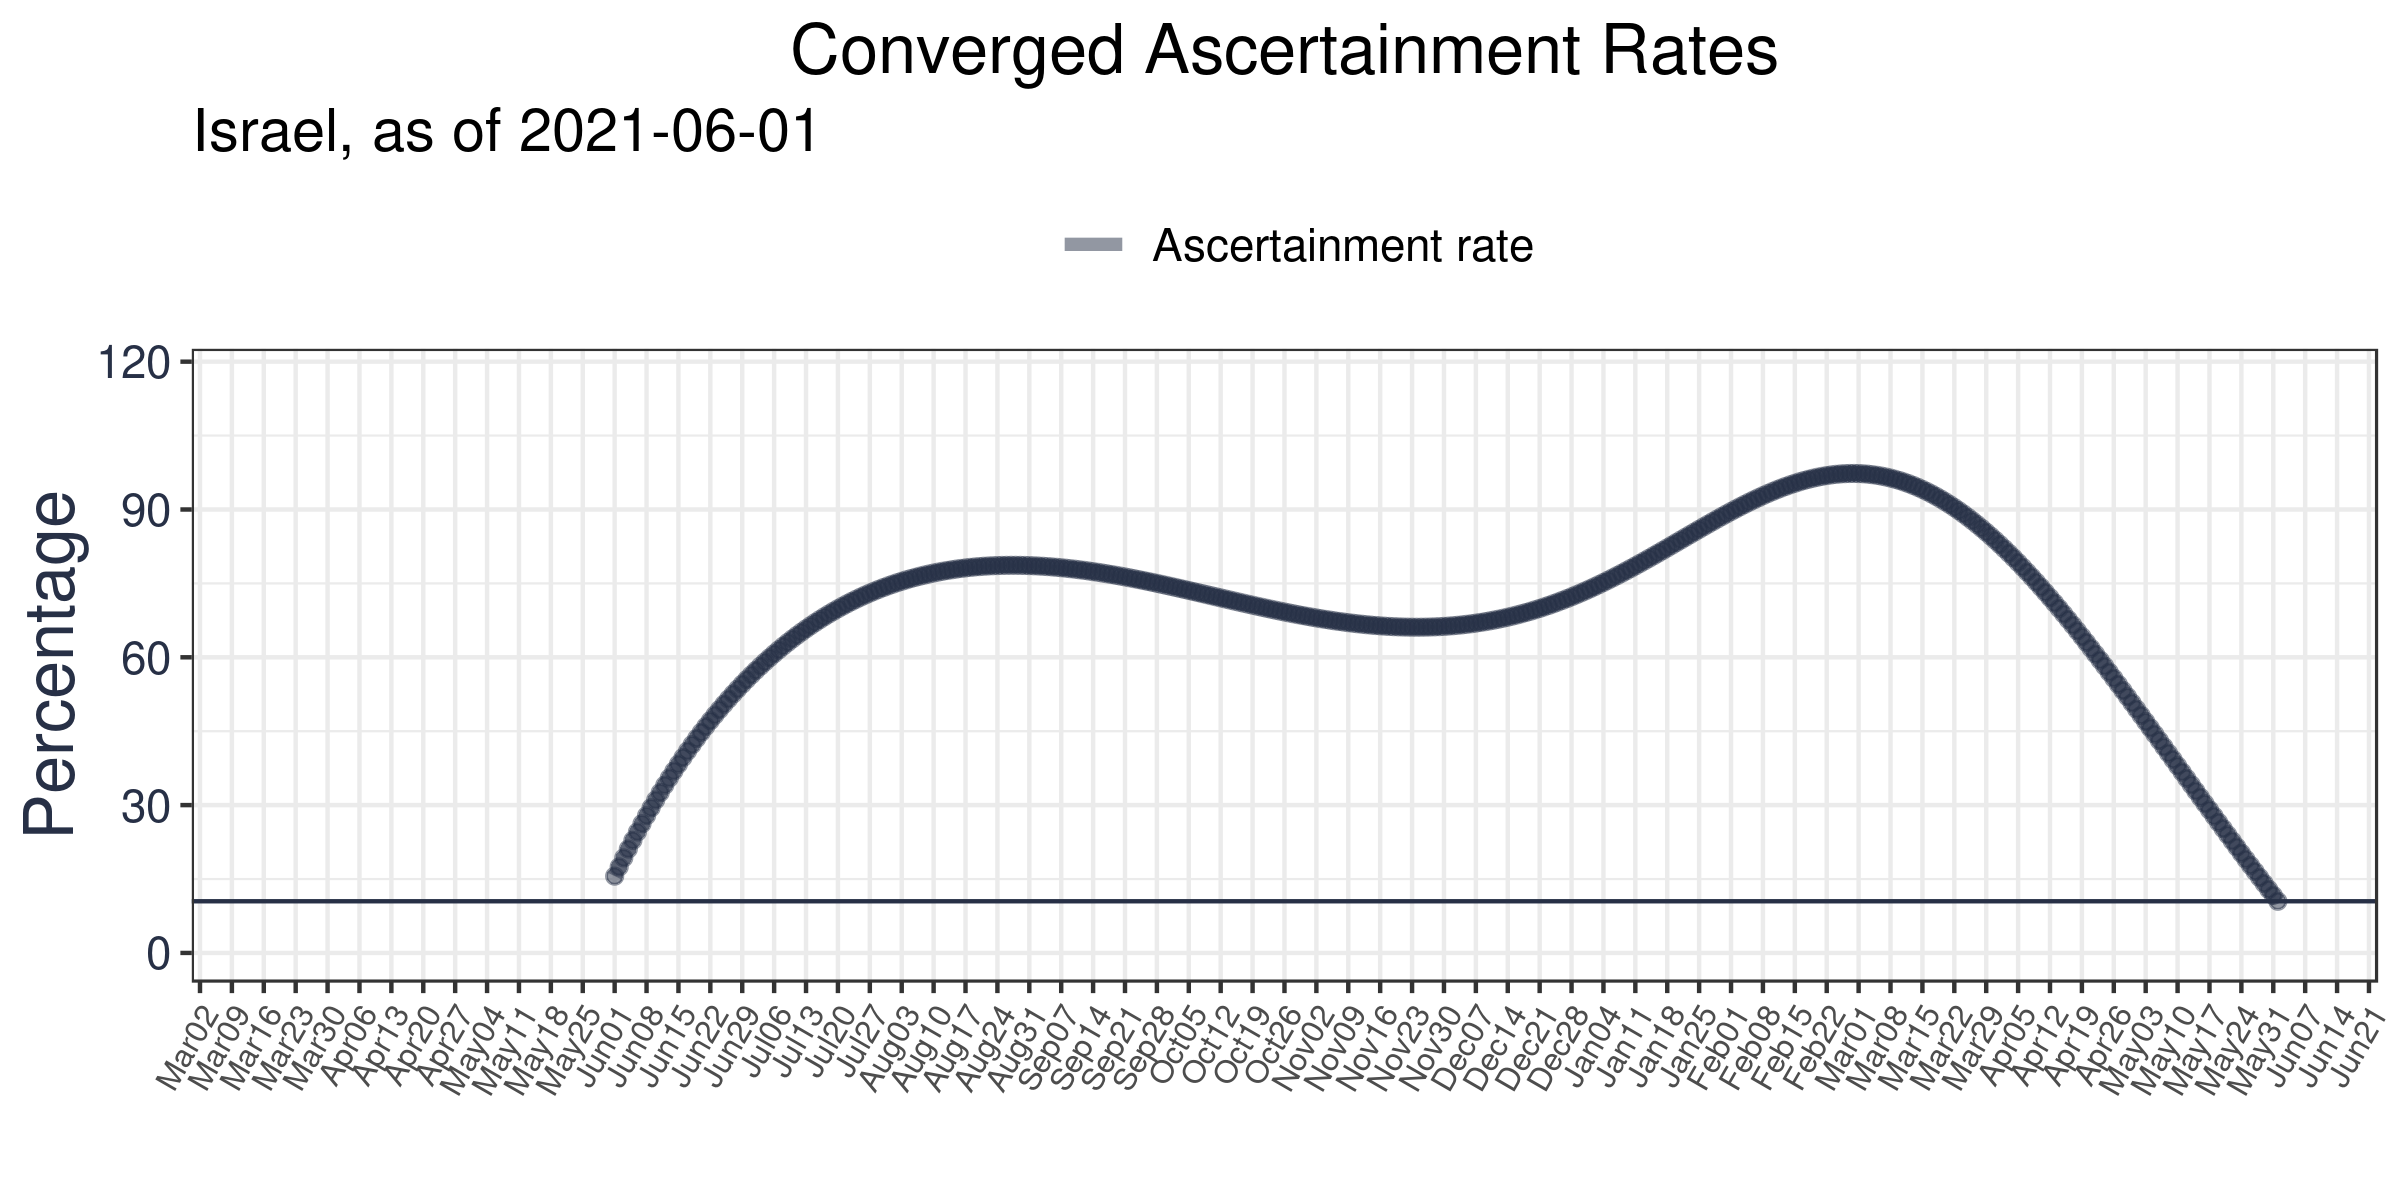 Converged Ascertainment Rates
Israel, as of 2021-06-01
Ascertainment rate
Percentage
120
90
60
30
0
Mar02
Mar09
Mar16
Mar23
Mar30
Apr06
Apr13
Apr20
Apr27
May04
May11
May18
May25
Jun01
Jun08
Jun15
Jun22
Jun29
Jul06
Jul13
Jul20
Jul27
Aug03
Aug10
Aug17
Aug24
Aug31
Sep07
Sep14
Sep21
Sep28
Oct05
Oct12
Oct19
Oct26
Nov02
Nov09
Nov16
Nov23
Nov30
Dec07
Dec14
Dec21
Dec28
Jan04
Jan11
Jan18
Jan25
Feb01
Feb08
Feb15
Feb22
Mar01
Mar08
Mar15
Mar22
Mar29
Apr05
Apr12
Apr19
Apr26
May03
May10
May17
May24
May31
Jun07
Jun14
Jun21